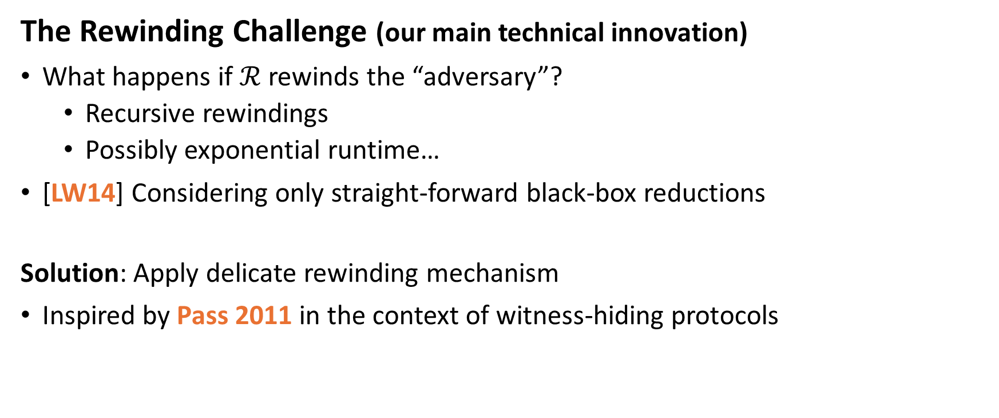 The Rewinding Challenge (our main technical innovation)
• What happens if ℛ rewinds the “adversary”?
• Recursive rewindings
• Possibly exponential runtime…
• [LW14] Considering only straight-forward black-box reductions
Solution: Apply delicate rewinding mechanism
• Inspired by Pass 2011 in the context of witness-hiding protocols